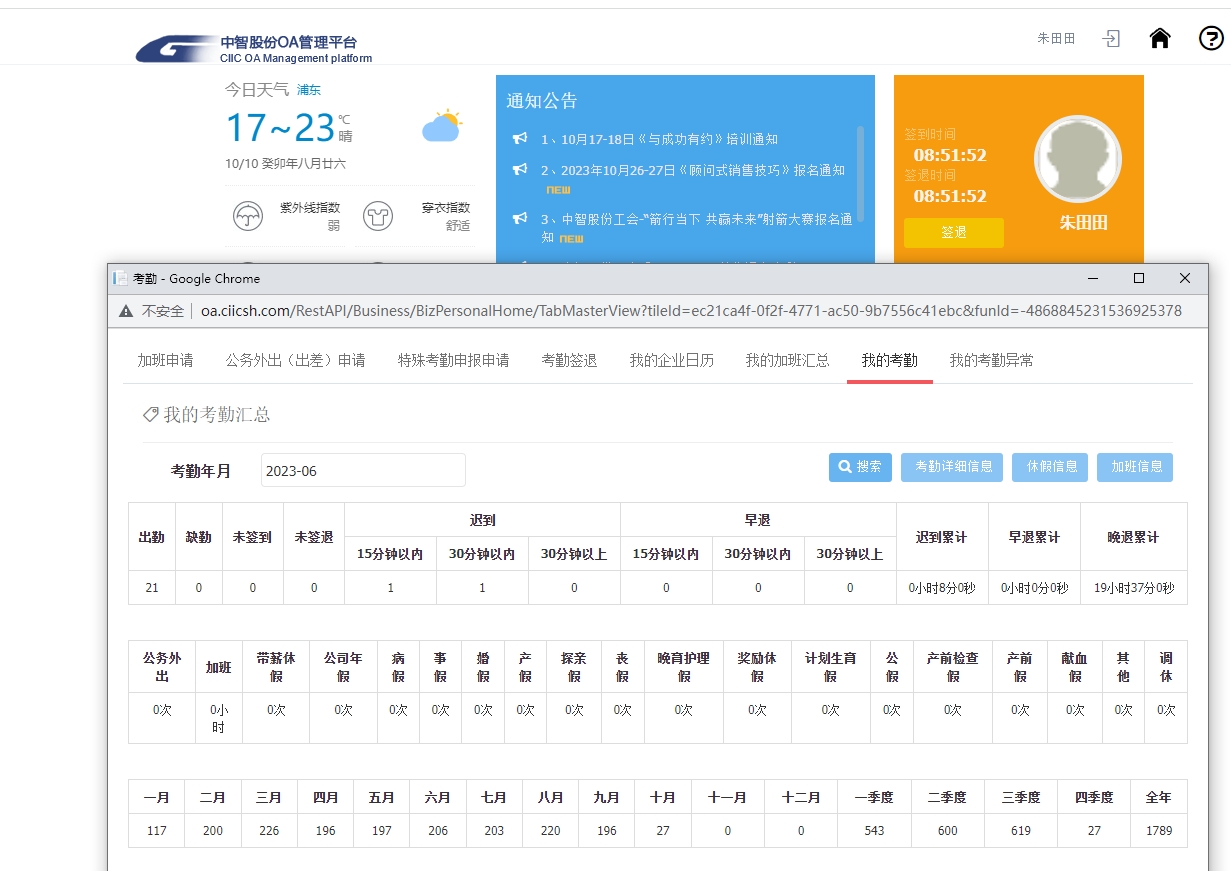 中智股份OA管理平台
CIIC OA Management platform
朱田田
今日天气 浦东
17~23 ℃ 晴
10/10 癸卯年八月廿六
紫外线指数 弱
穿衣指数 舒适
通知公告
1、10月17-18日《与成功有约》培训通知
2、2023年10月26-27日《顾问式销售技巧》报名通知
NEW
3、中智股份工会-“箭行当下 共赢未来”射箭大赛报名通
知 NEW
签到时间
08:51:52
签退时间
08:51:52
签退
朱田田
考勤 - Google Chrome
不安全 oa.ciicsh.com/RestAPI/Business/BizPersonalHome/TabMasterView?tileId=ec21ca4f-0f2f-4771-ac50-9b7556c41ebc&funId=-4868845231536925378
加班申请 公务外出（出差）申请 特殊考勤申报申请 考勤签退 我的企业日历 我的加班汇总 我的考勤 我的考勤异常
我的考勤汇总
考勤年月 2023-06 搜索 考勤详细信息 休假信息 加班信息
出勤 缺勤 未签到 未签退 迟到 早退 迟到累计 早退累计 晚退累计
15分钟以内 30分钟以内 30分钟以上 15分钟以内 30分钟以内 30分钟以上
21 0 0 0 1 1 0 0 0 0 0小时8分0秒 0小时0分0秒 19小时37分0秒
公务外出 加班 带薪休假 公司年假 病假 事假 婚假 产假 探亲假 丧假 晚育护理假 奖励休假 计划生育假 公假 产前检查假 产前假 献血假 其他 调休
0次 0小时 0次 0次 0次 0次 0次 0次 0次 0次 0次 0次 0次 0次 0次 0次 0次 0次 0次
一月 二月 三月 四月 五月 六月 七月 八月 九月 十月 十一月 十二月 一季度 二季度 三季度 四季度 全年
117 200 226 196 197 206 203 220 196 27 0 0 543 600 619 27 1789